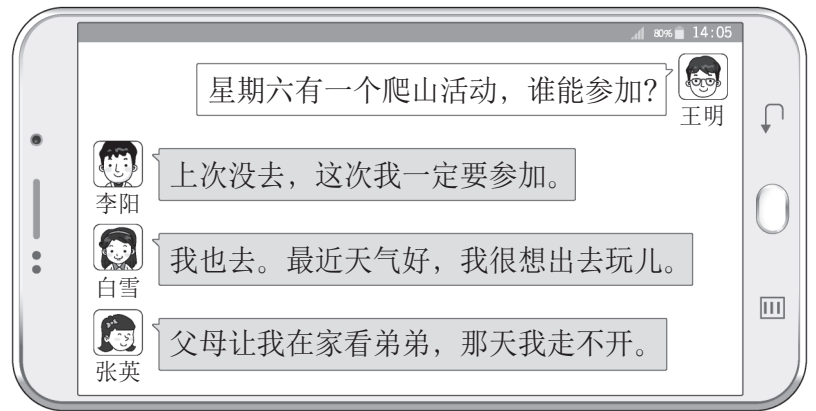 80% 14:05
星期六有一个爬山活动，谁能参加?
王明
上次没去，这次我一定要参加。
李阳
我也去。最近天气好，我很想出去玩儿。
白雪
父母让我在家看弟弟，那天我走不开。
张英